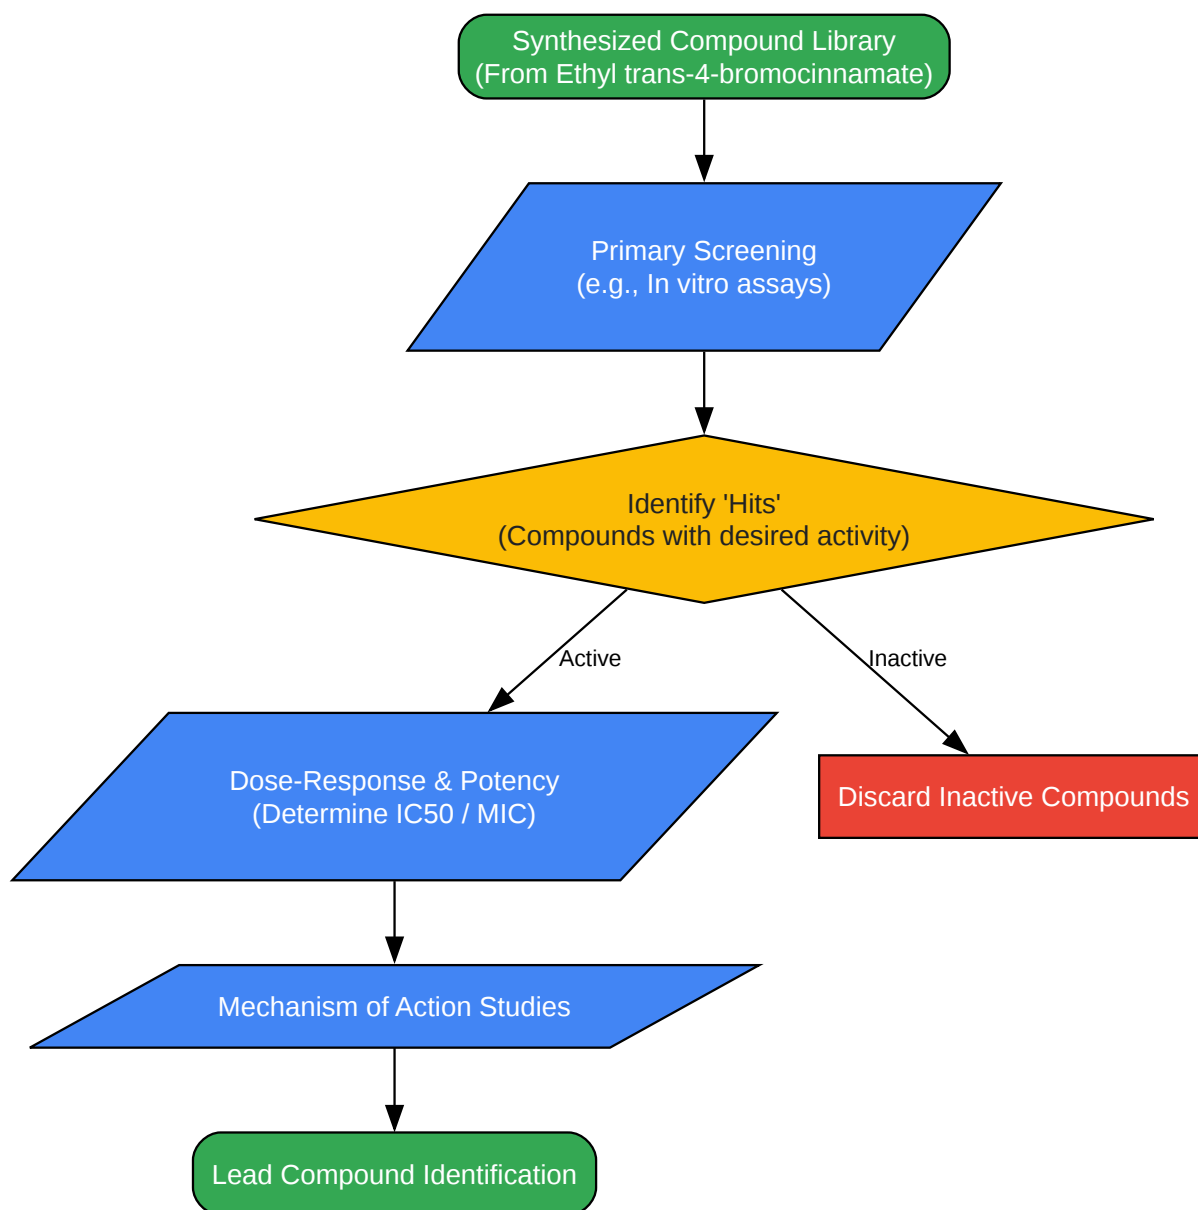 Synthesized Compound Library
(From Ethyl trans-4-bromocinnamate)
Primary Screening
(e.g., In vitro assays)
Identify 'Hits'
(Compounds with desired activity)
Active
Inactive
Dose-Response & Potency
(Determine IC50 / MIC)
Discard Inactive Compounds
Mechanism of Action Studies
Lead Compound Identification